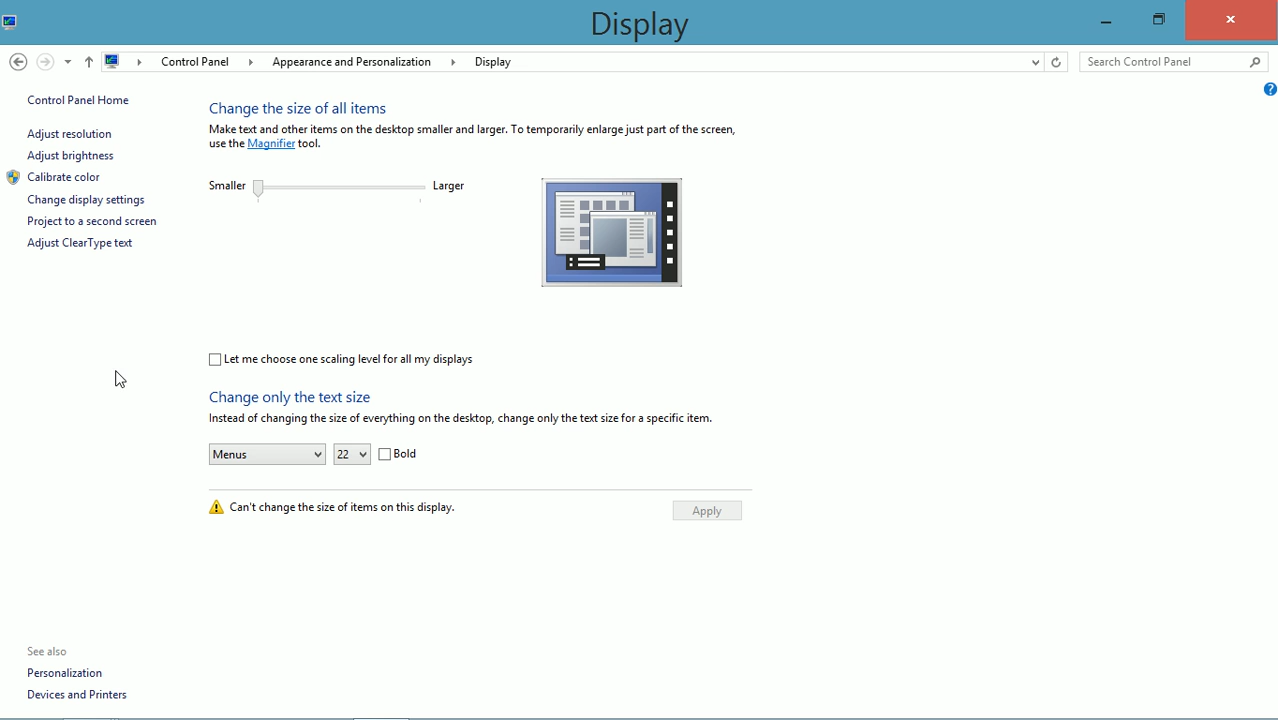 Display
Control Panel
Appearance and Personalization
Display
Search Control Panel
Control Panel Home
Adjust resolution
Adjust brightness
Calibrate color
Change display settings
Project to a second screen
Adjust ClearType text
Change the size of all items
Make text and other items on the desktop smaller and larger. To temporarily enlarge just part of the screen,
use the Magnifier tool.
Smaller
Larger
Let me choose one scaling level for all my displays
Change only the text size
Instead of changing the size of everything on the desktop, change only the text size for a specific item.
Menus
22
Bold
Can't change the size of items on this display.
Apply
See also
Personalization
Devices and Printers